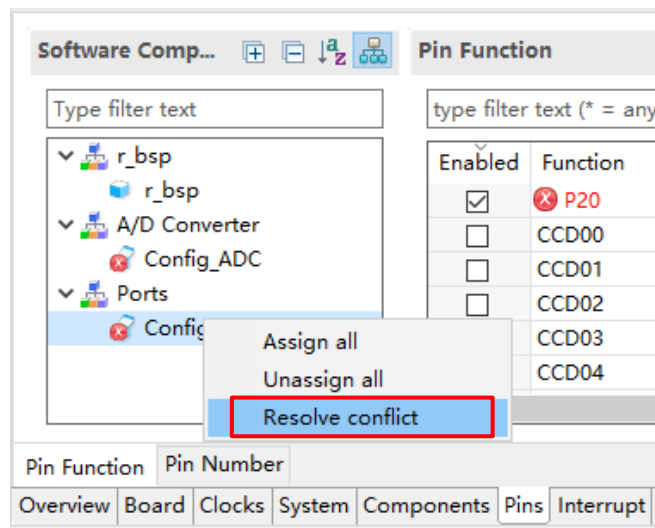 Software Comp...
Pin Function
Type filter text
type filter text (* = any
r_bsp
r_bsp
A/D Converter
Config_ADC
Ports
Config
Enabled Function
P20
CCD00
CCD01
CCD02
CCD03
CCD04
Assign all
Unassign all
Resolve conflict
Pin Function Pin Number
Overview Board Clocks System Components Pins Interrupt